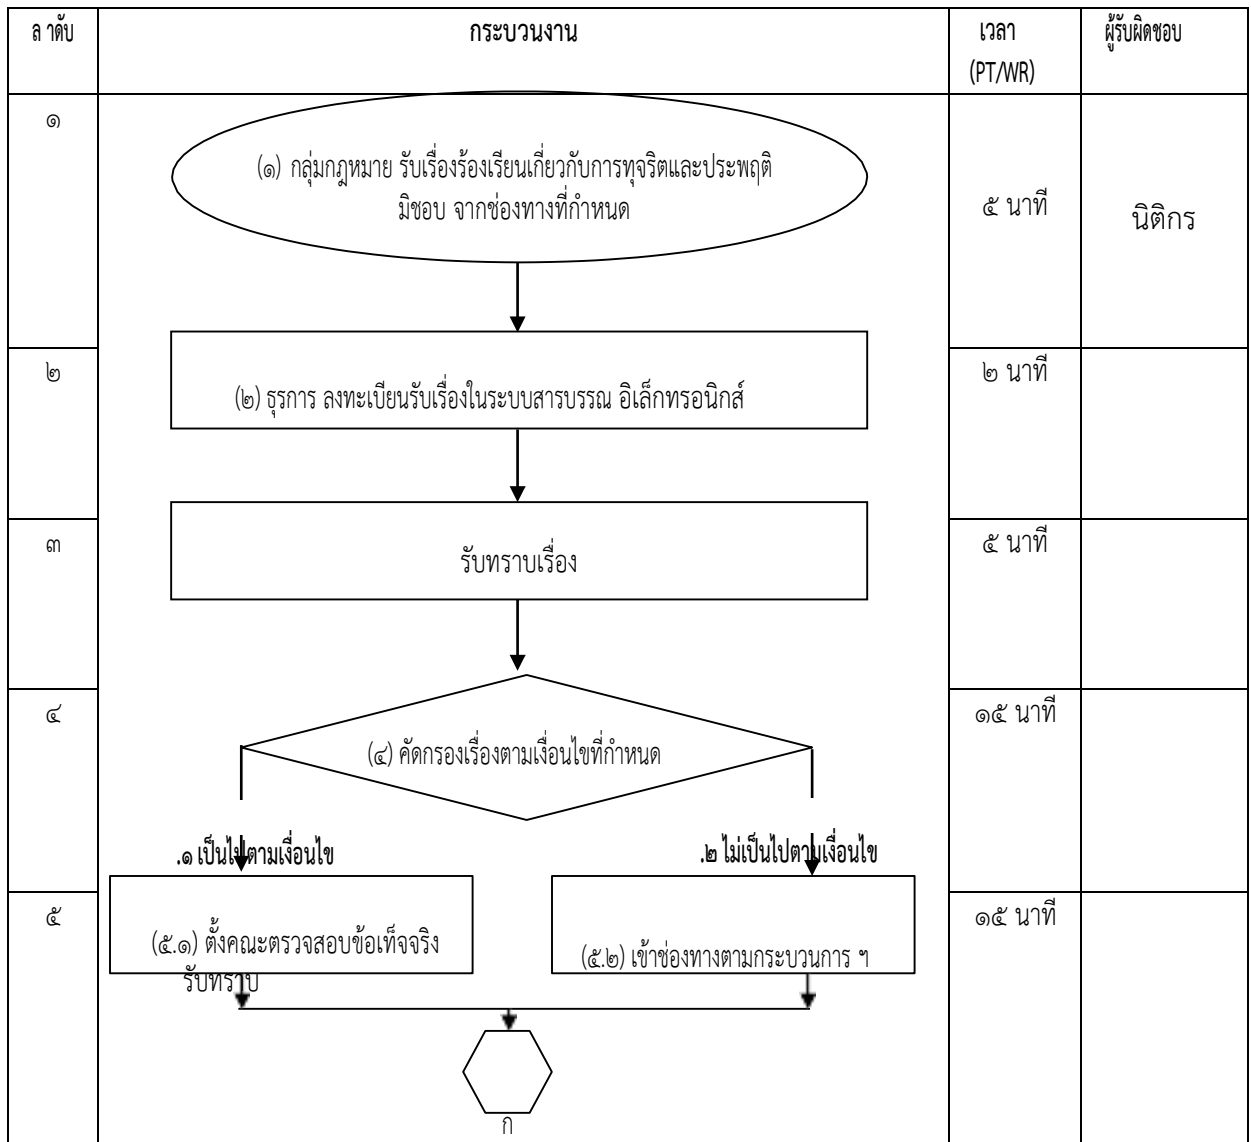 ล าดับ
กระบวนงาน
เวลา
(PT/WR)
ผู้รับผิดชอบ
๑
(๑) กลุ่มกฎหมาย รับเรื่องร้องเรียนเกี่ยวกับการทุจริตและประพฤติ
มิชอบ จากช่องทางที่กำหนด
๕ นาที
นิติกร
๒
(๒) ธุรการ ลงทะเบียนรับเรื่องในระบบสารบรรณ อิเล็กทรอนิกส์
๒ นาที
๓
รับทราบเรื่อง
๕ นาที
๔
(๔) คัดกรองเรื่องตามเงื่อนไขที่กำหนด
๑๕ นาที
.๑ เป็นไปตามเงื่อนไข
.๒ ไม่เป็นไปตามเงื่อนไข
๕
(๕.๑) ตั้งคณะตรวจสอบข้อเท็จจริง
รับทราบ
(๕.๒) เข้าช่องทางตามกระบวนการ ฯ
๑๕ นาที
ก